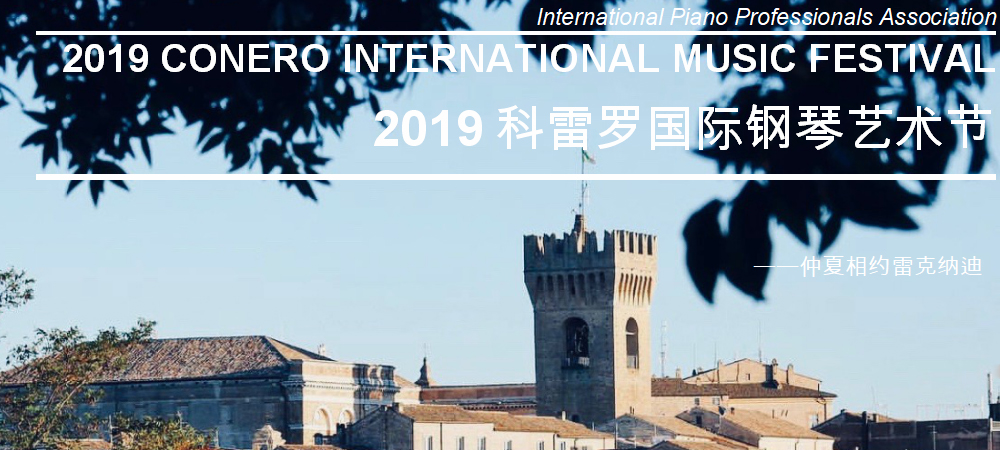 International Piano Professionals Association
2019 CONERO INTERNATIONAL MUSIC FESTIVAL
2019 科雷罗国际钢琴艺术节
——仲夏相约雷克纳迪